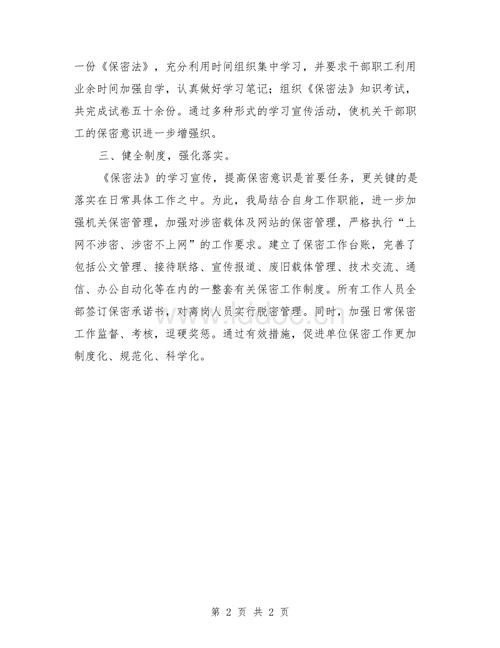 一份《保密法》，充分利用时间组织集中学习，并要求干部职工利用
业余时间加强自学，认真做好学习笔记；组织《保密法》知识考试，
共完成试卷五十余份。通过多种形式的学习宣传活动，使机关干部职
工的保密意识进一步增强织。
三、健全制度，强化落实。
《保密法》的学习宣传，提高保密意识是首要任务，更关键的是
落实在日常具体工作之中。为此，我局结合自身工作职能，进一步加
强机关保密管理，加强对涉密载体及网站的保密管理，严格执行“上
网不涉密、涉密不上网”的工作要求。建立了保密工作台账，完善了
包括公文管理、接待联络、宣传报道、废旧载体管理、技术交流、通
信、办公自动化等在内的一整套有关保密工作制度。所有工作人员全
部签订保密承诺书，对离岗人员实行脱密管理。同时，加强日常保密
工作监督、考核，逗硬奖惩。通过有效措施，促进单位保密工作更加
制度化、规范化、科学化。
第 2 页 共 2 页